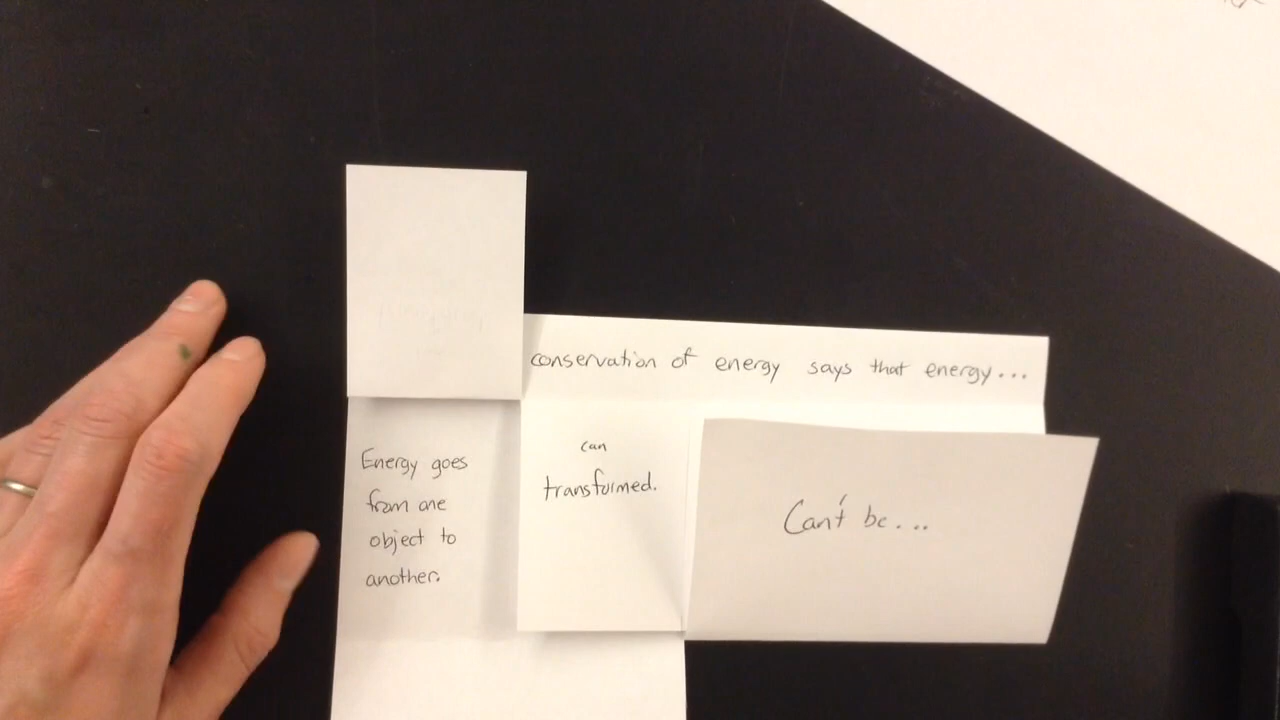 conservation of energy says that energy...
can
transformed.
Energy goes
from one
object to
another.
Can't be...